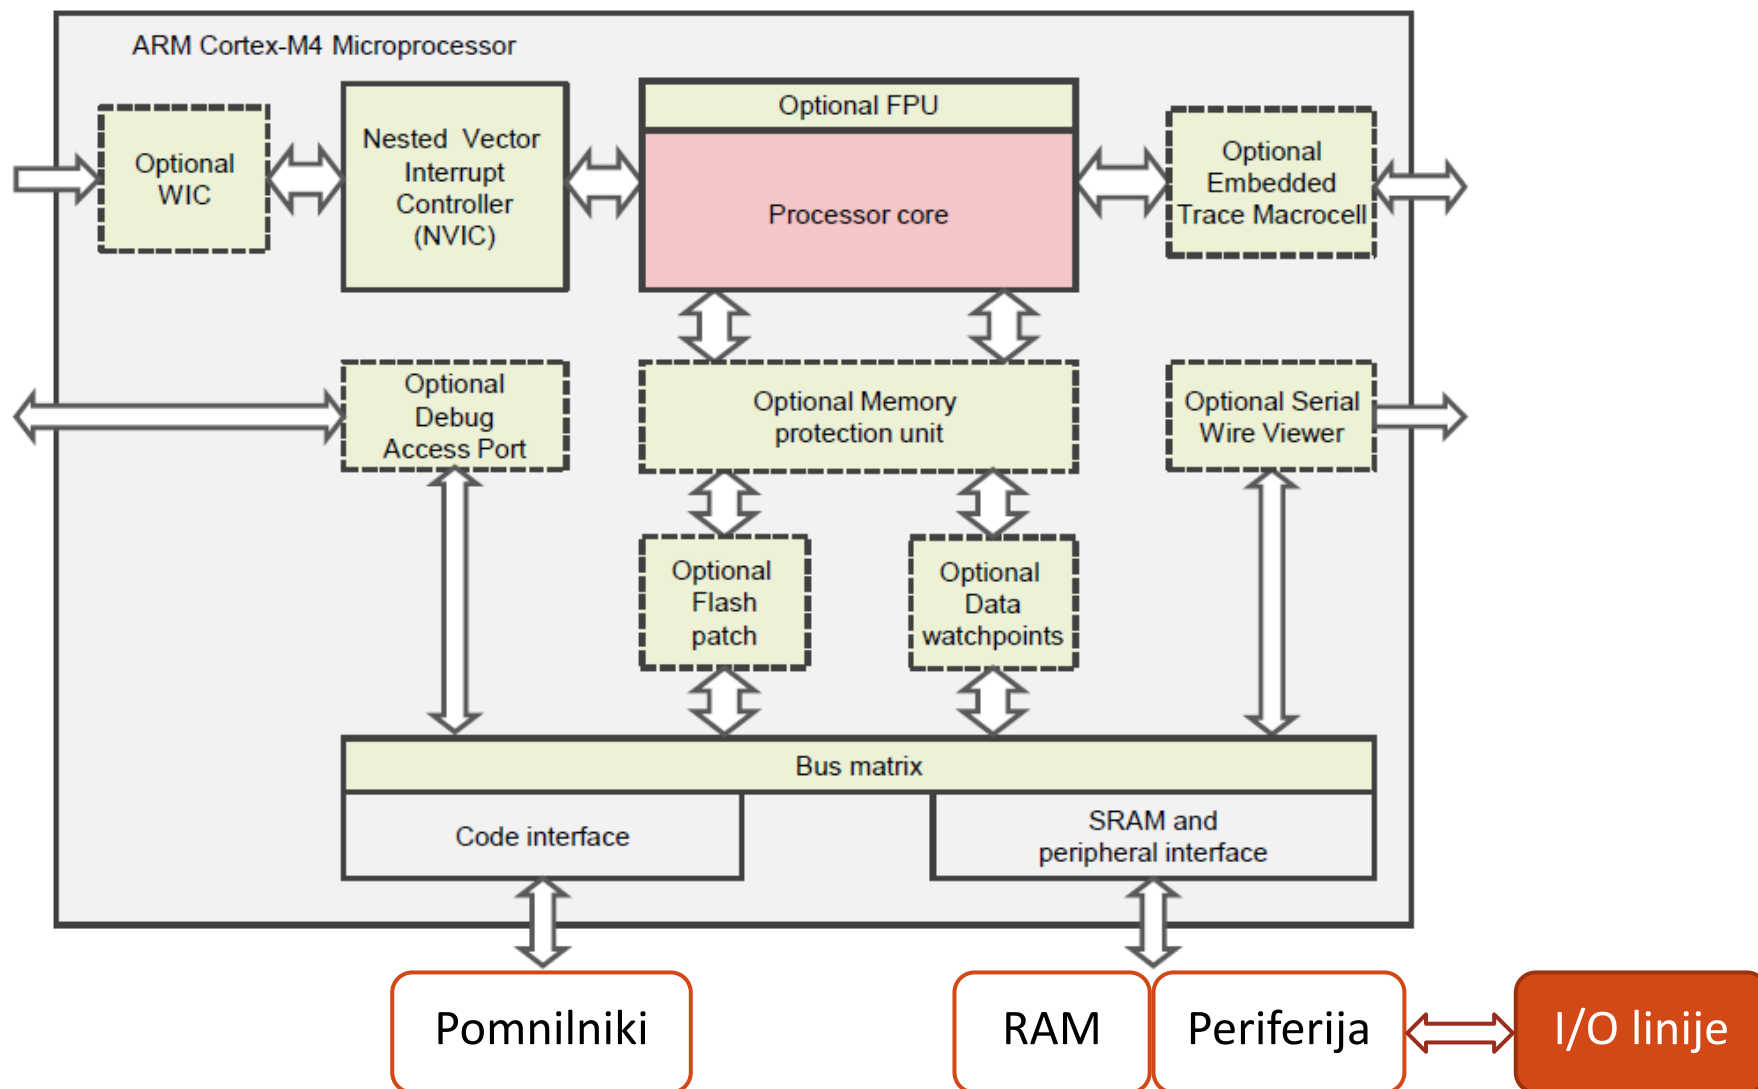 ARM Cortex-M4 Microprocessor
Optional
WIC
Nested Vector
Interrupt
Controller
(NVIC)
Optional FPU
Processor core
Optional
Embedded
Trace Macrocell
Optional
Debug
Access Port
Optional Memory
protection unit
Optional Serial
Wire Viewer
Optional
Flash
patch
Optional
Data
watchpoints
Bus matrix
Code interface
SRAM and
peripheral interface
Pomnilniki
RAM
Periferija
I/O linije